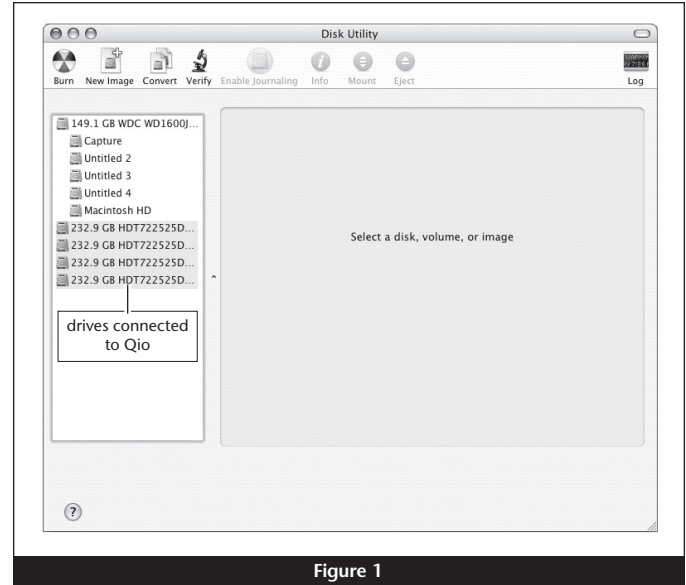 Disk Utility
Burn New Image Convert Verify Enable Journaling Info Mount Eject Log
149.1 GB WDC WD1600J...
Capture
Untitled 2
Untitled 3
Untitled 4
Macintosh HD
232.9 GB HDT722525D...
232.9 GB HDT722525D...
232.9 GB HDT722525D...
232.9 GB HDT722525D...
Select a disk, volume, or image
drives connected
to Qio
?
Figure 1